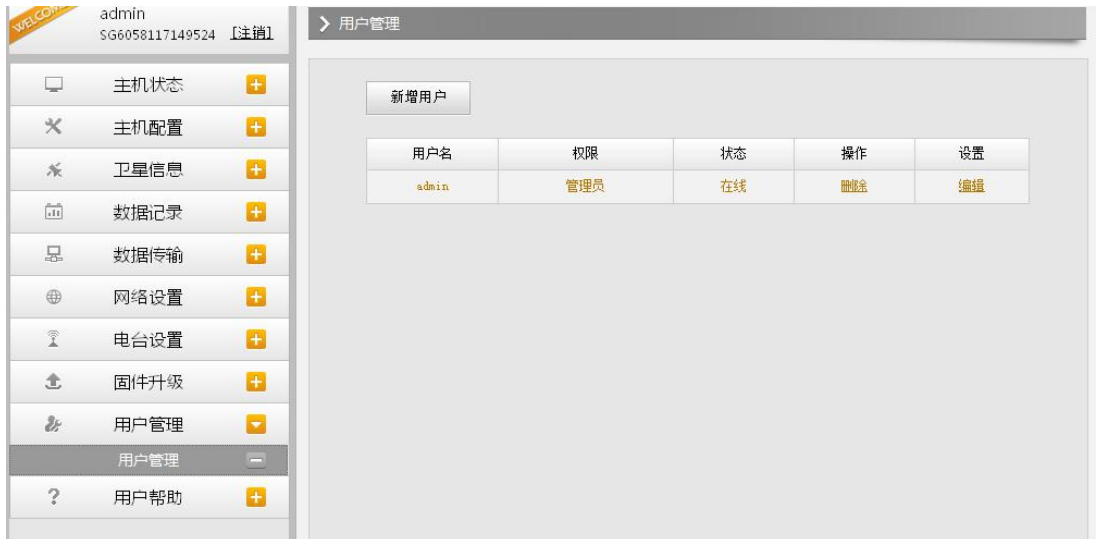 WELCOME
admin
SG6058117149524 [注销]
主机状态
主机配置
卫星信息
数据记录
数据传输
网络设置
电台设置
固件升级
用户管理
用户管理
? 用户帮助
用户管理
新增用户
用户名 权限 状态 操作 设置
admin 管理员 在线 删除 编辑